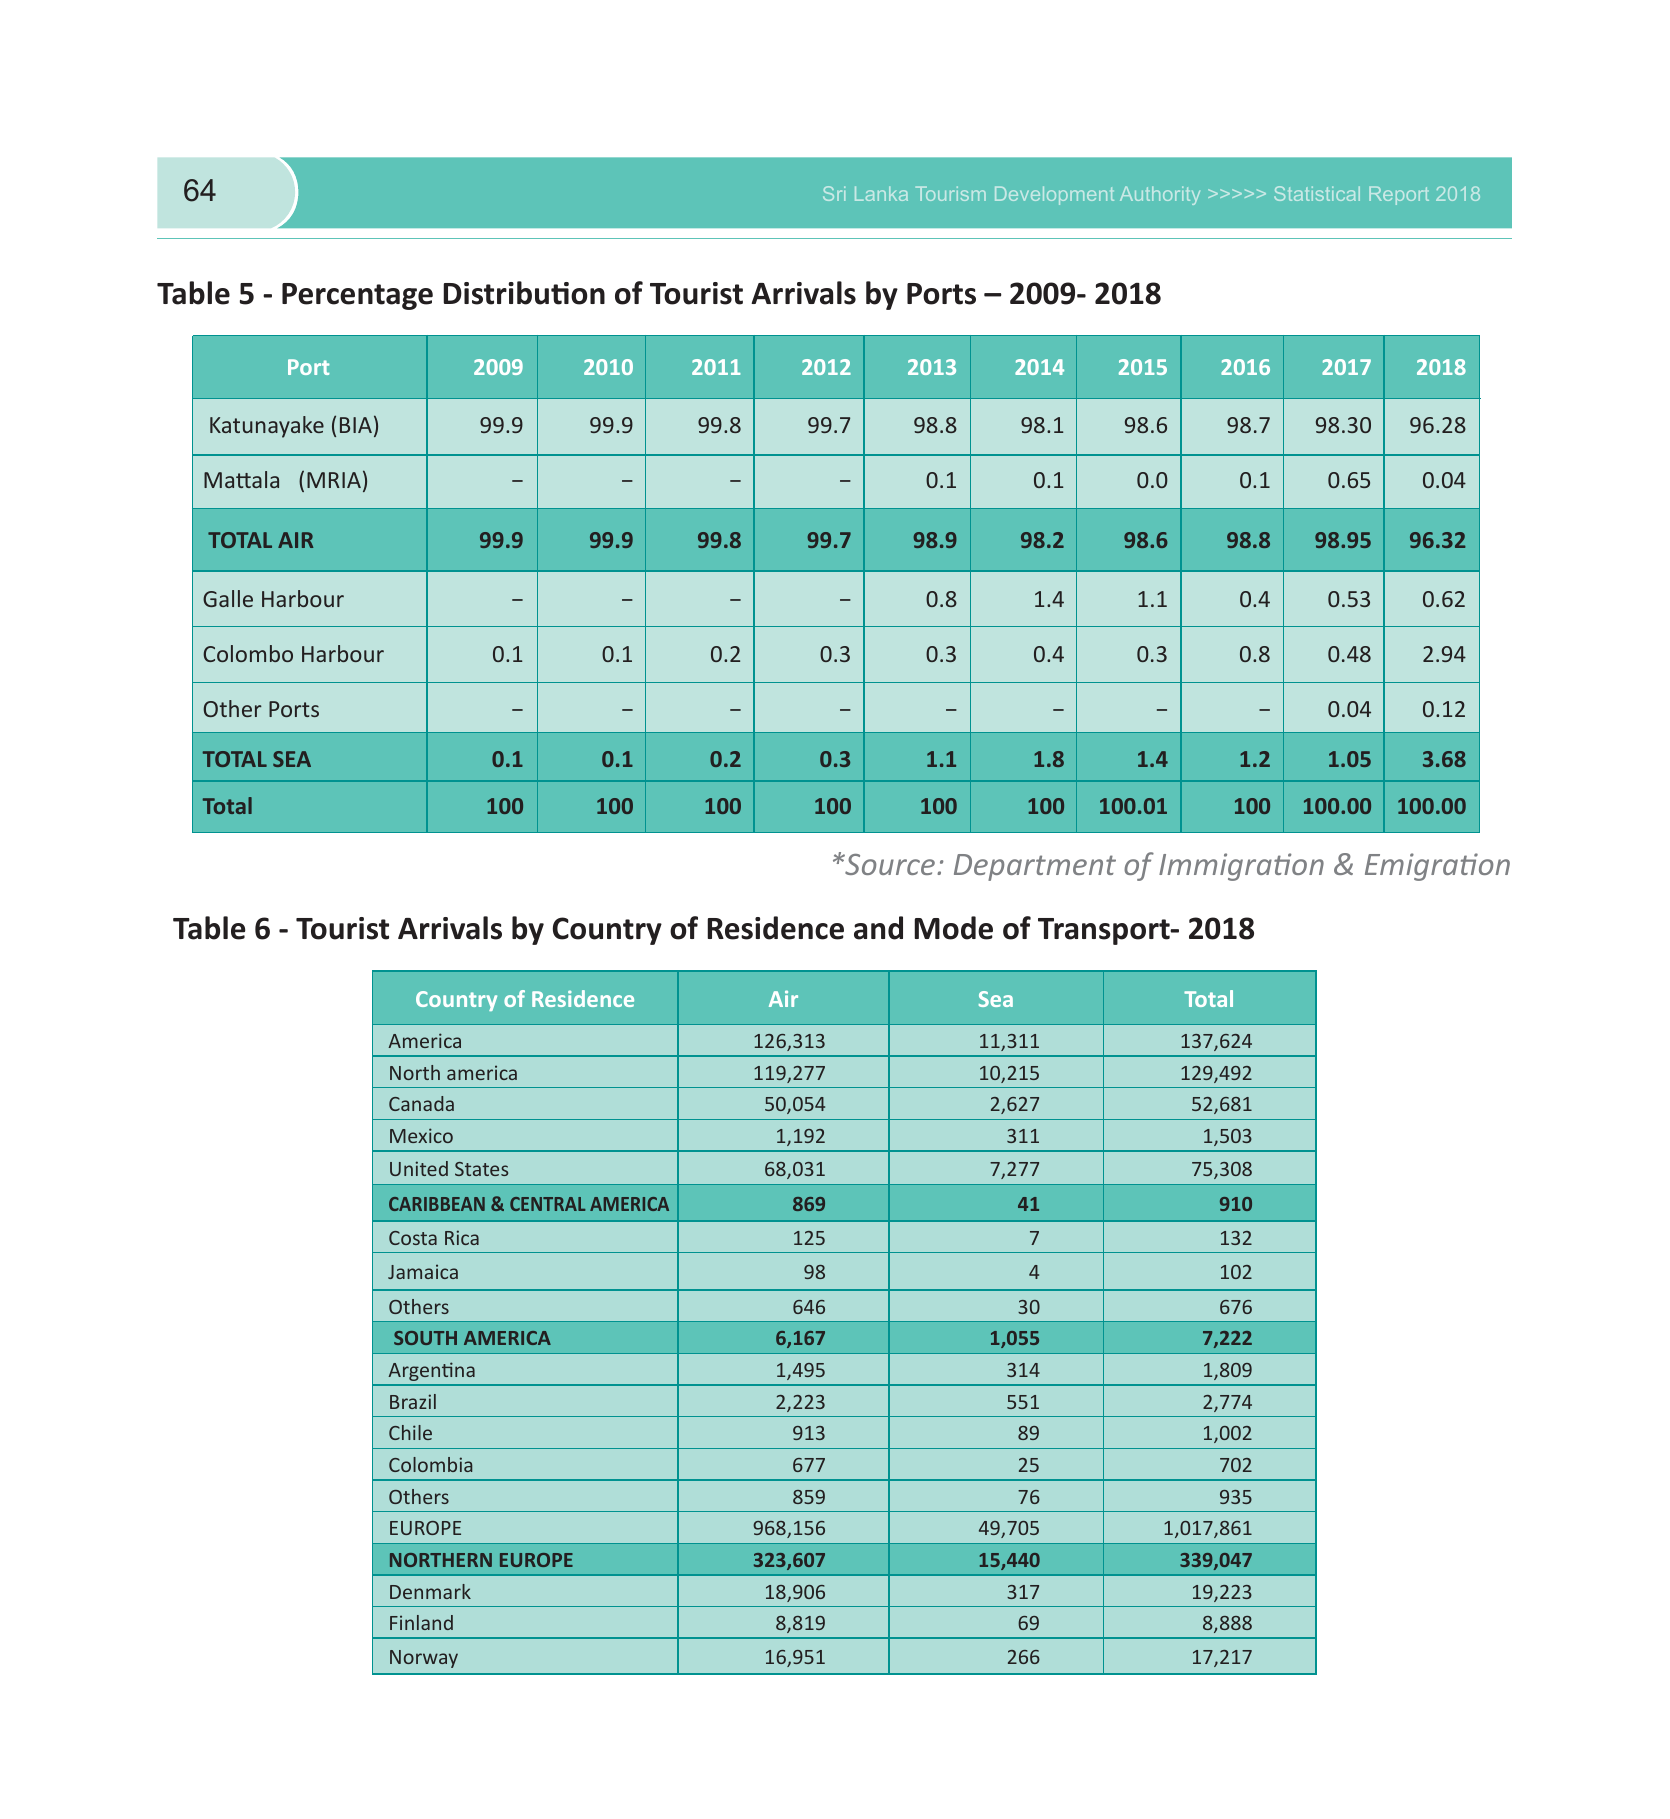 64
Sri Lanka Tourism Development Authority >>>>> Statistical Report 2018
Table 5 - Percentage Distribution of Tourist Arrivals by Ports – 2009- 2018
Port 2009 2010 2011 2012 2013 2014 2015 2016 2017 2018
Katunayake (BIA) 99.9 99.9 99.8 99.7 98.8 98.1 98.6 98.7 98.30 96.28
Mattala (MRIA) – – – – 0.1 0.1 0.0 0.1 0.65 0.04
TOTAL AIR 99.9 99.9 99.8 99.7 98.9 98.2 98.6 98.8 98.95 96.32
Galle Harbour – – – – 0.8 1.4 1.1 0.4 0.53 0.62
Colombo Harbour 0.1 0.1 0.2 0.3 0.3 0.4 0.3 0.8 0.48 2.94
Other Ports – – – – – – – – 0.04 0.12
TOTAL SEA 0.1 0.1 0.2 0.3 1.1 1.8 1.4 1.2 1.05 3.68
Total 100 100 100 100 100 100 100.01 100 100.00 100.00
*Source: Department of Immigration & Emigration
Table 6 - Tourist Arrivals by Country of Residence and Mode of Transport- 2018
Country of Residence Air Sea Total
America 126,313 11,311 137,624
North america 119,277 10,215 129,492
Canada 50,054 2,627 52,681
Mexico 1,192 311 1,503
United States 68,031 7,277 75,308
CARIBBEAN & CENTRAL AMERICA 869 41 910
Costa Rica 125 7 132
Jamaica 98 4 102
Others 646 30 676
SOUTH AMERICA 6,167 1,055 7,222
Argentina 1,495 314 1,809
Brazil 2,223 551 2,774
Chile 913 89 1,002
Colombia 677 25 702
Others 859 76 935
EUROPE 968,156 49,705 1,017,861
NORTHERN EUROPE 323,607 15,440 339,047
Denmark 18,906 317 19,223
Finland 8,819 69 8,888
Norway 16,951 266 17,217